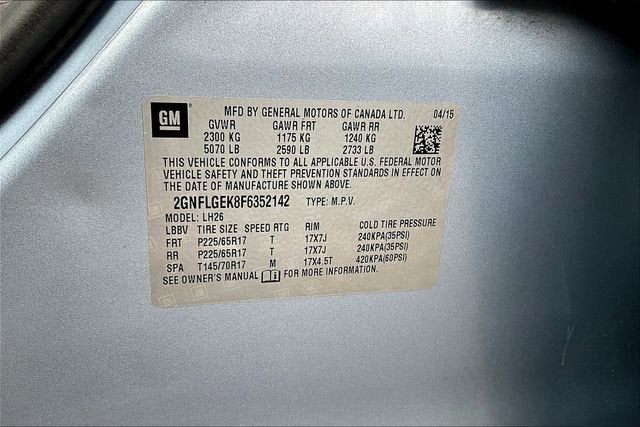 GM ® MFD BY GENERAL MOTORS OF CANADA LTD. 04/15
GVWR GAWR FRT GAWR RR
2300 KG 1175 KG 1240 KG
5070 LB 2590 LB 2733 LB
THIS VEHICLE CONFORMS TO ALL APPLICABLE U.S. FEDERAL MOTOR
VEHICLE SAFETY AND THEFT PREVENTION STANDARDS IN EFFECT ON
THE DATE OF MANUFACTURE SHOWN ABOVE.
2GNFLGEK8F6352142 TYPE: M.P.V.
MODEL: LH26
LBBV TIRE SIZE SPEED RTG RIM COLD TIRE PRESSURE
FRT P225/65R17 T 17X7J 240KPA(35PSI)
RR P225/65R17 T 17X7J 240KPA(35PSI)
SPA T145/70R17 M 17X4.5T 420KPA(60PSI)
SEE OWNER'S MANUAL FOR MORE INFORMATION.